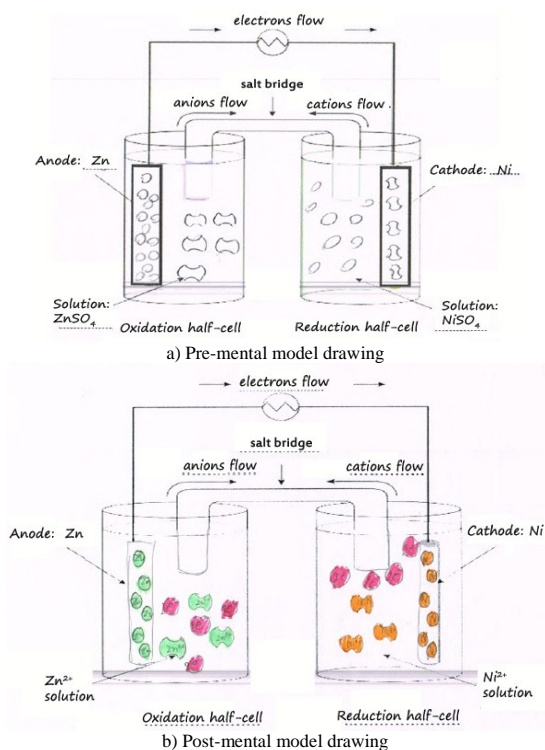 electrons flow
salt bridge
anions flow
cations flow
Anode: Zn
Cathode: ...Ni...
Solution:
ZnSO₄
Oxidation half-cell
Reduction half-cell
Solution:
NiSO₄
a) Pre-mental model drawing
electrons flow
salt bridge
anions flow
cations flow
Anode: Zn
Cathode: Ni
Zn²⁺
solution
Oxidation half-cell
Reduction half-cell
Ni²⁺
solution
b) Post-mental model drawing